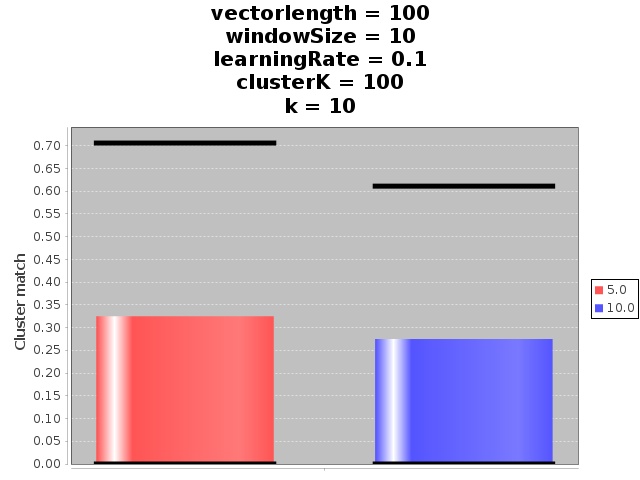 vectorlength = 100
windowSize = 10
learningRate = 0.1
clusterK = 100
k = 10
0.70
0.65
0.60
0.55
0.50
0.45
0.40
0.35
0.30
0.25
0.20
0.15
0.10
0.05
0.00
Cluster match
5.0
10.0